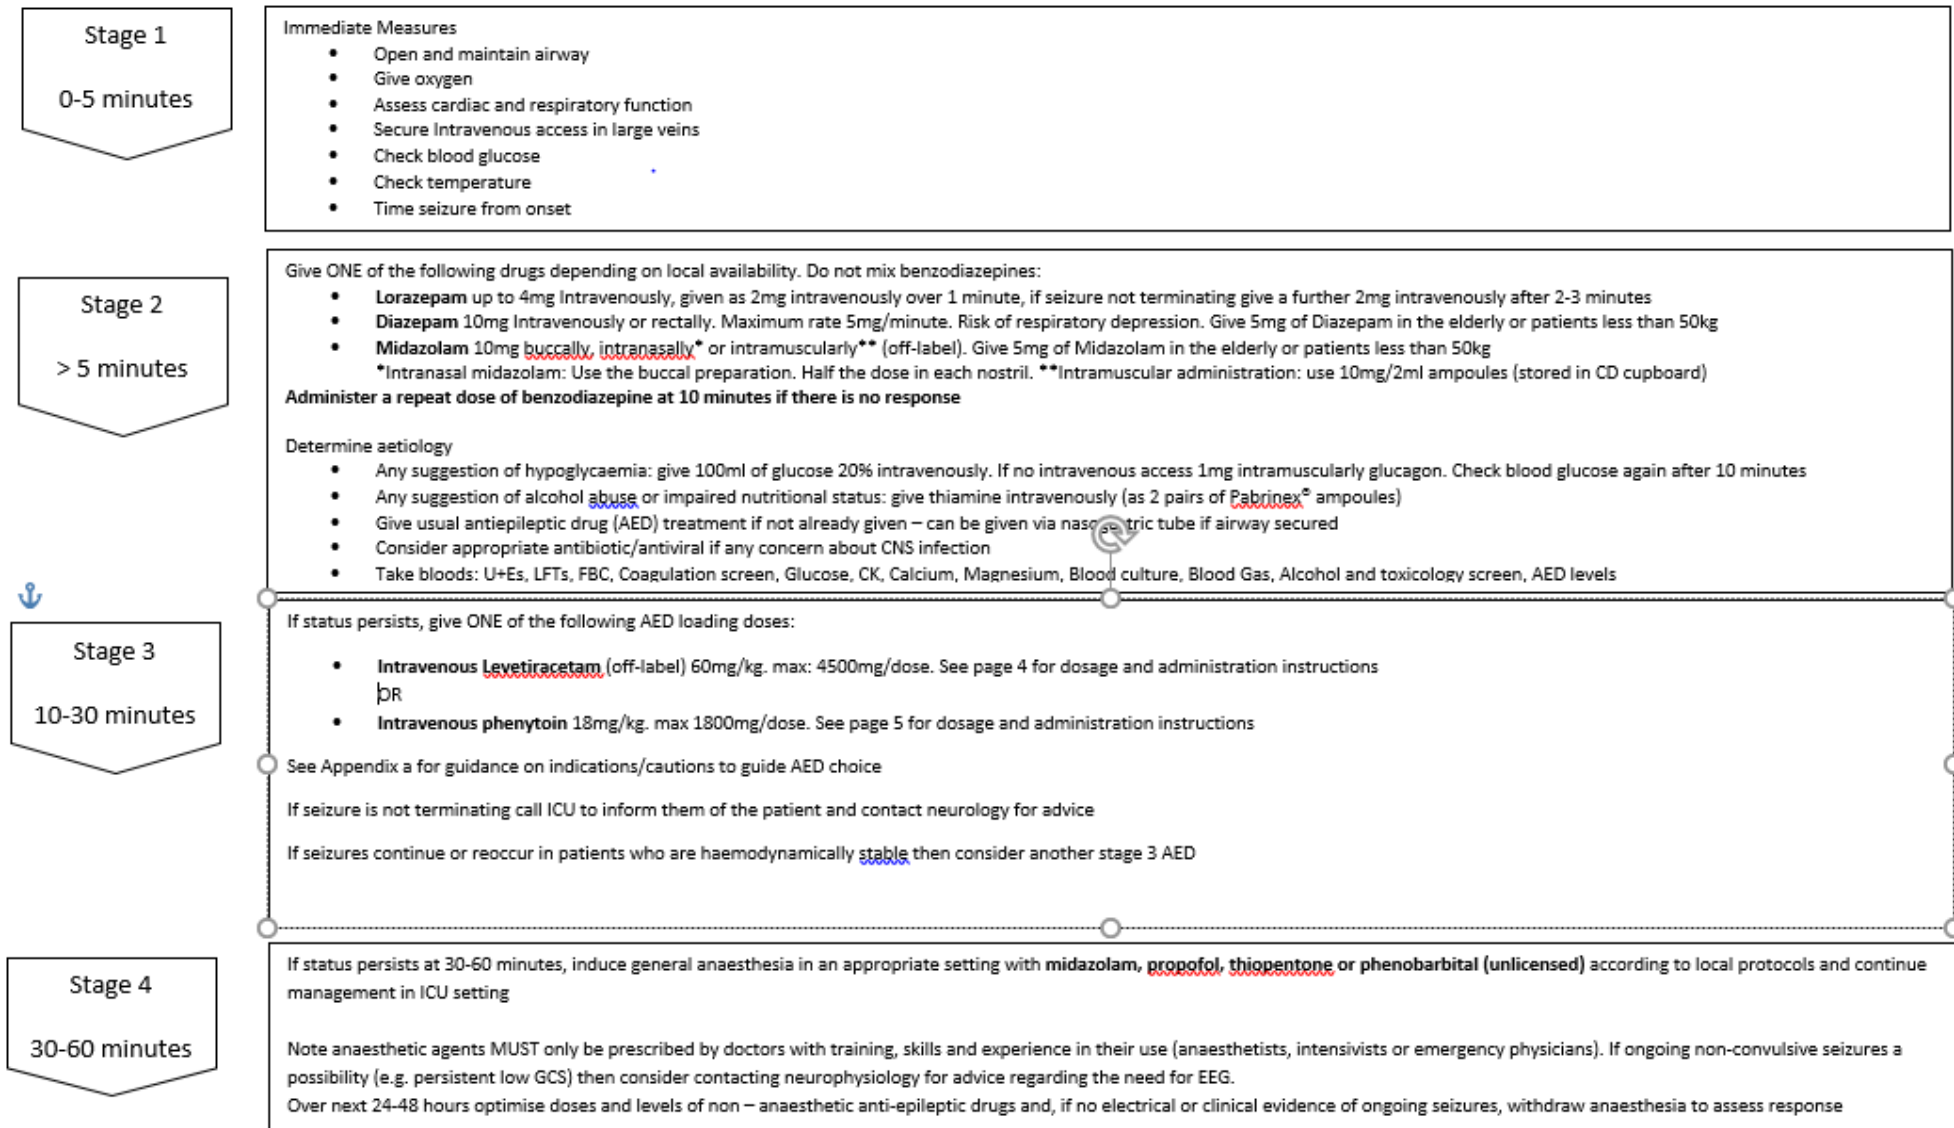 Stage 1
0-5 minutes
Immediate Measures
• Open and maintain airway
• Give oxygen
• Assess cardiac and respiratory function
• Secure Intravenous access in large veins
• Check blood glucose
• Check temperature
• Time seizure from onset
Stage 2
> 5 minutes
Give ONE of the following drugs depending on local availability. Do not mix benzodiazepines:
• Lorazepam up to 4mg Intravenously, given as 2mg intravenously over 1 minute, if seizure not terminating give a further 2mg intravenously after 2-3 minutes
• Diazepam 10mg Intravenously or rectally. Maximum rate 5mg/minute. Risk of respiratory depression. Give 5mg of Diazepam in the elderly or patients less than 50kg
• Midazolam 10mg buccally, intranasally* or intramuscularly** (off-label). Give 5mg of Midazolam in the elderly or patients less than 50kg
*Intranasal midazolam: Use the buccal preparation. Half the dose in each nostril. **Intramuscular administration: use 10mg/2ml ampoules (stored in CD cupboard)
Administer a repeat dose of benzodiazepine at 10 minutes if there is no response
Determine aetiology
• Any suggestion of hypoglycaemia: give 100ml of glucose 20% intravenously. If no intravenous access 1mg intramuscularly glucagon. Check blood glucose again after 10 minutes
• Any suggestion of alcohol abuse or impaired nutritional status: give thiamine intravenously (as 2 pairs of Pabrinex® ampoules)
• Give usual antiepileptic drug (AED) treatment if not already given – can be given via nasogastric tube if airway secured
• Consider appropriate antibiotic/antiviral if any concern about CNS infection
• Take bloods: U+Es, LFTs, FBC, Coagulation screen, Glucose, CK, Calcium, Magnesium, Blood culture, Blood Gas, Alcohol and toxicology screen, AED levels
Stage 3
10-30 minutes
If status persists, give ONE of the following AED loading doses:
• Intravenous Levetiracetam (off-label) 60mg/kg. max: 4500mg/dose. See page 4 for dosage and administration instructions
OR
• Intravenous phenytoin 18mg/kg. max 1800mg/dose. See page 5 for dosage and administration instructions
See Appendix a for guidance on indications/cautions to guide AED choice
If seizure is not terminating call ICU to inform them of the patient and contact neurology for advice
If seizures continue or reoccur in patients who are haemodynamically stable then consider another stage 3 AED
Stage 4
30-60 minutes
If status persists at 30-60 minutes, induce general anaesthesia in an appropriate setting with midazolam, propofol, thiopentone or phenobarbital (unlicensed) according to local protocols and continue
management in ICU setting
Note anaesthetic agents MUST only be prescribed by doctors with training, skills and experience in their use (anaesthetists, intensivists or emergency physicians). If ongoing non-convulsive seizures a
possibility (e.g. persistent low GCS) then consider contacting neurophysiology for advice regarding the need for EEG.
Over next 24-48 hours optimise doses and levels of non – anaesthetic anti-epileptic drugs and, if no electrical or clinical evidence of ongoing seizures, withdraw anaesthesia to assess response